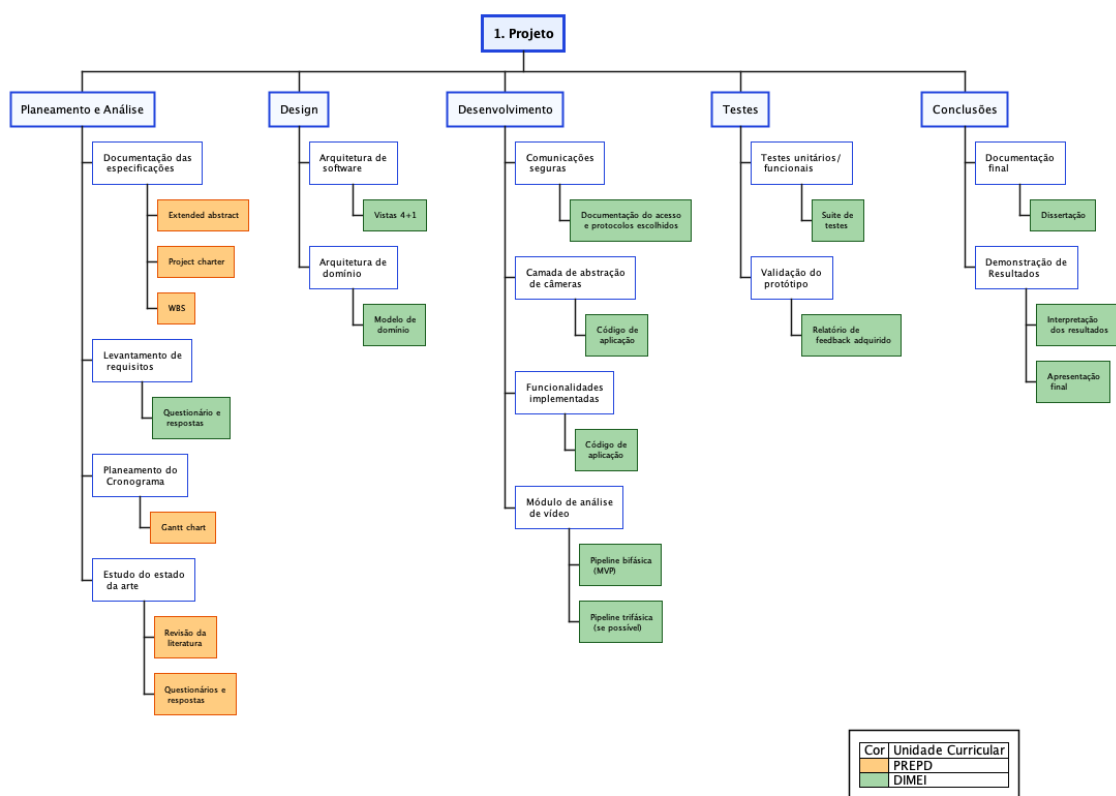 1. Projeto
Planeamento e Análise
Design
Desenvolvimento
Testes
Conclusões
Documentação das
especificações
Extended abstract
Project charter
WBS
Levantamento de
requisitos
Questionário e
respostas
Planeamento do
Cronograma
Gantt chart
Estudo do estado
da arte
Revisão da
literatura
Questionários e
respostas
Arquitetura de
software
Vistas 4+1
Arquitetura de
domínio
Modelo de
domínio
Comunicações
seguras
Documentação do acesso
e protocolos escolhidos
Camada de abstração
de câmeras
Código de
aplicação
Funcionalidades
implementadas
Código de
aplicação
Módulo de análise
de vídeo
Pipeline bifásica
(MVP)
Pipeline trifásica
(se possível)
Testes unitários/
funcionais
Suite de
testes
Validação do
protótipo
Relatório de
feedback adquirido
Documentação
final
Dissertação
Demonstração de
Resultados
Interpretação
dos resultados
Apresentação
final
Cor Unidade Curricular
PREPD
DIMEI